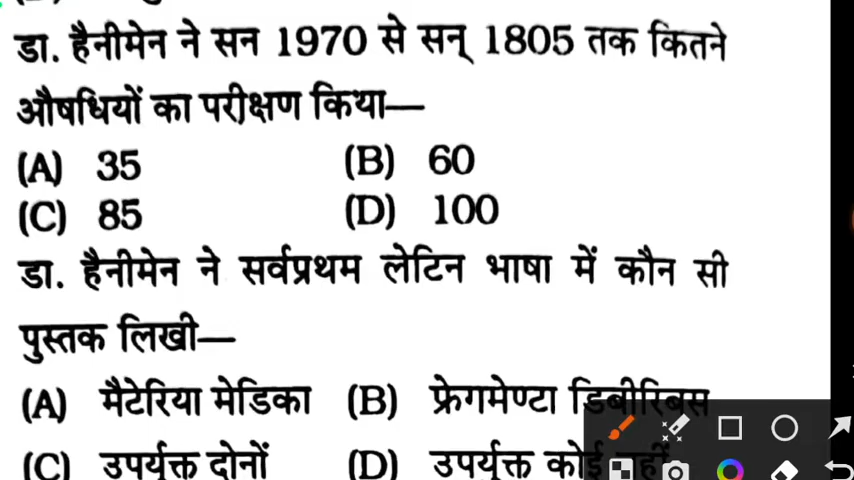 डा. हैनीमेन ने सन 1970 से सन् 1805 तक कितने
औषधियों का परीक्षण किया—
(A) 35 (B) 60
(C) 85 (D) 100
डा. हैनीमेन ने सर्वप्रथम लेटिन भाषा में कौन सी
पुस्तक लिखी—
(A) मैटेरिया मेडिका (B) फ्रेगमेण्टा डिबीरिबस
(C) उपर्युक्त दोनों (D) उपर्युक्त कोई नहीं